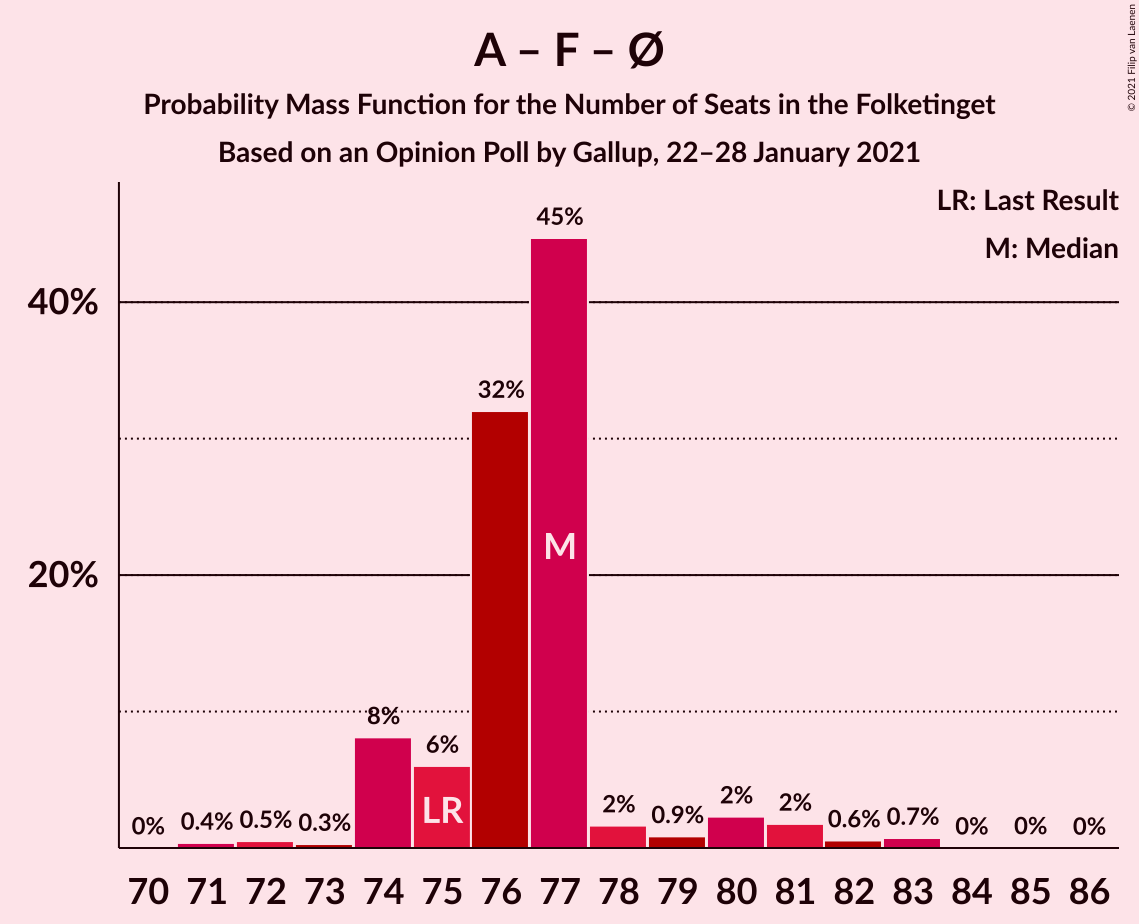 A – F – Ø
Probability Mass Function for the Number of Seats in the Folketinget
Based on an Opinion Poll by Gallup, 22–28 January 2021
© 2021 Filip van Laenen
LR: Last Result
M: Median
40%
20%
0%
0.4%
0.5%
0.3%
8%
6%
32%
45%
2%
0.9%
2%
2%
0.6%
0.7%
0%
0%
0%
LR
M
70 71 72 73 74 75 76 77 78 79 80 81 82 83 84 85 86